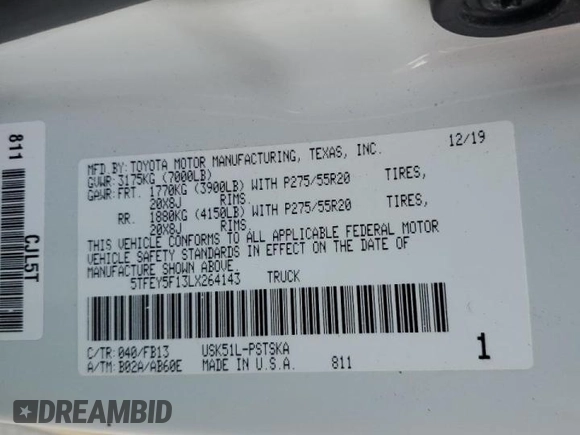 MFD.BY:TOYOTA MOTOR MANUFACTURING, TEXAS, INC. 12/19
GVWR:3175KG (7000LB)
GAWR:FRT. 1770KG (3900LB) WITH P275/55R20 TIRES,
20X8J RIMS.
RR. 1880KG (4150LB) WITH P275/55R20 TIRES,
20X8J RIMS.
THIS VEHICLE CONFORMS TO ALL APPLICABLE FEDERAL MOTOR
VEHICLE SAFETY STANDARDS IN EFFECT ON THE DATE OF
MANUFACTURE SHOWN ABOVE.
5TFEY5F13LX264143 TRUCK
C/TR:040/FB13 USK51L-PSTSKA 1
A/TM:B02A/AB60E MADE IN U.S.A. 811
811
CJL5T
DREAMBID